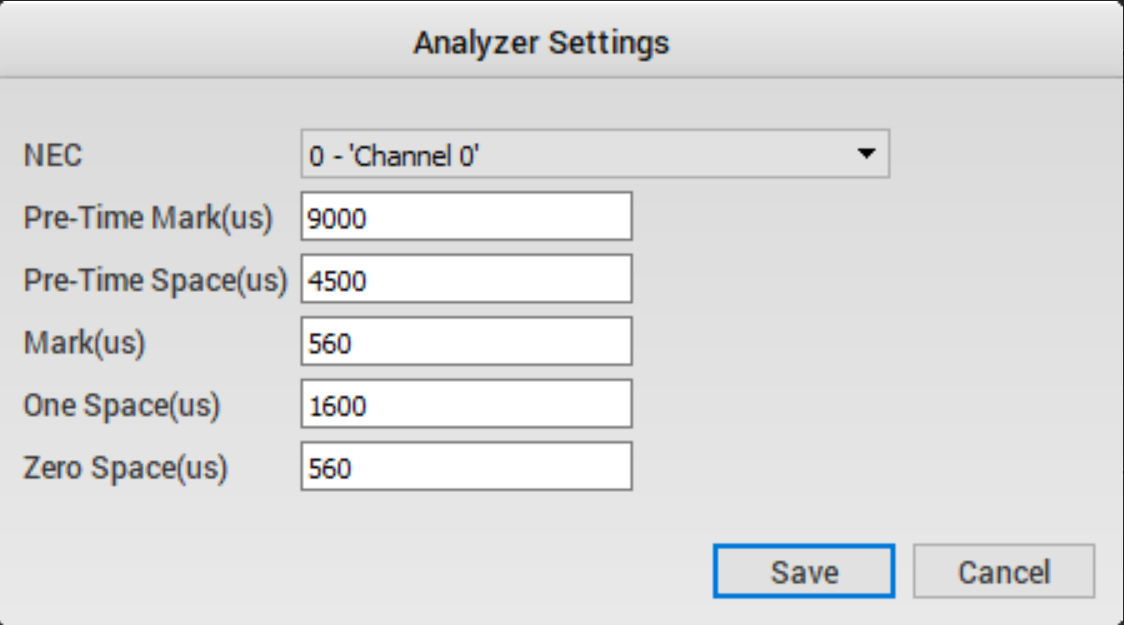 Analyzer Settings
NEC 0 - 'Channel 0'
Pre-Time Mark(us) 9000
Pre-Time Space(us) 4500
Mark(us) 560
One Space(us) 1600
Zero Space(us) 560
Save Cancel